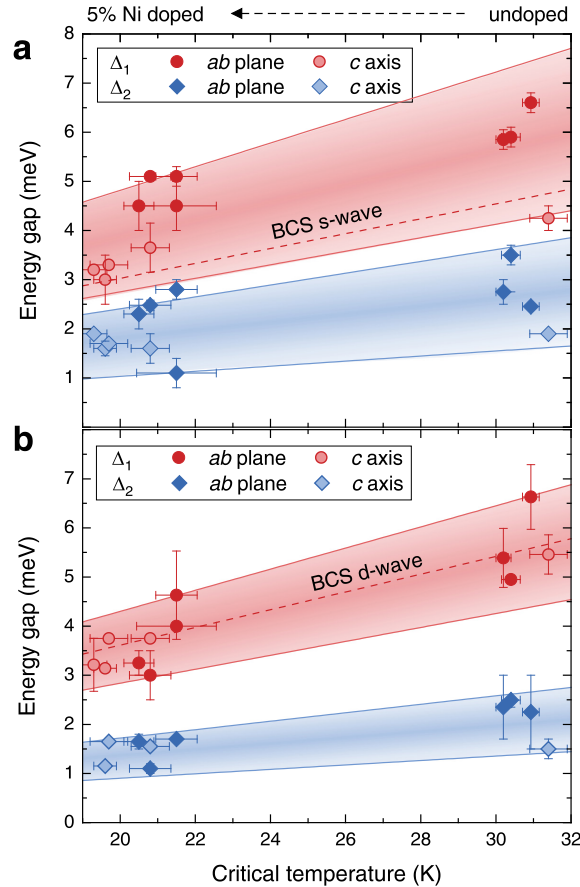 5% Ni doped undoped
a
Δ₁ ab plane c axis
Δ₂ ab plane c axis
BCS s-wave
Energy gap (meV)
8
7
6
5
4
3
2
1
b
Δ₁ ab plane c axis
Δ₂ ab plane c axis
BCS d-wave
Energy gap (meV)
7
6
5
4
3
2
1
0
20 22 24 26 28 30 32
Critical temperature (K)